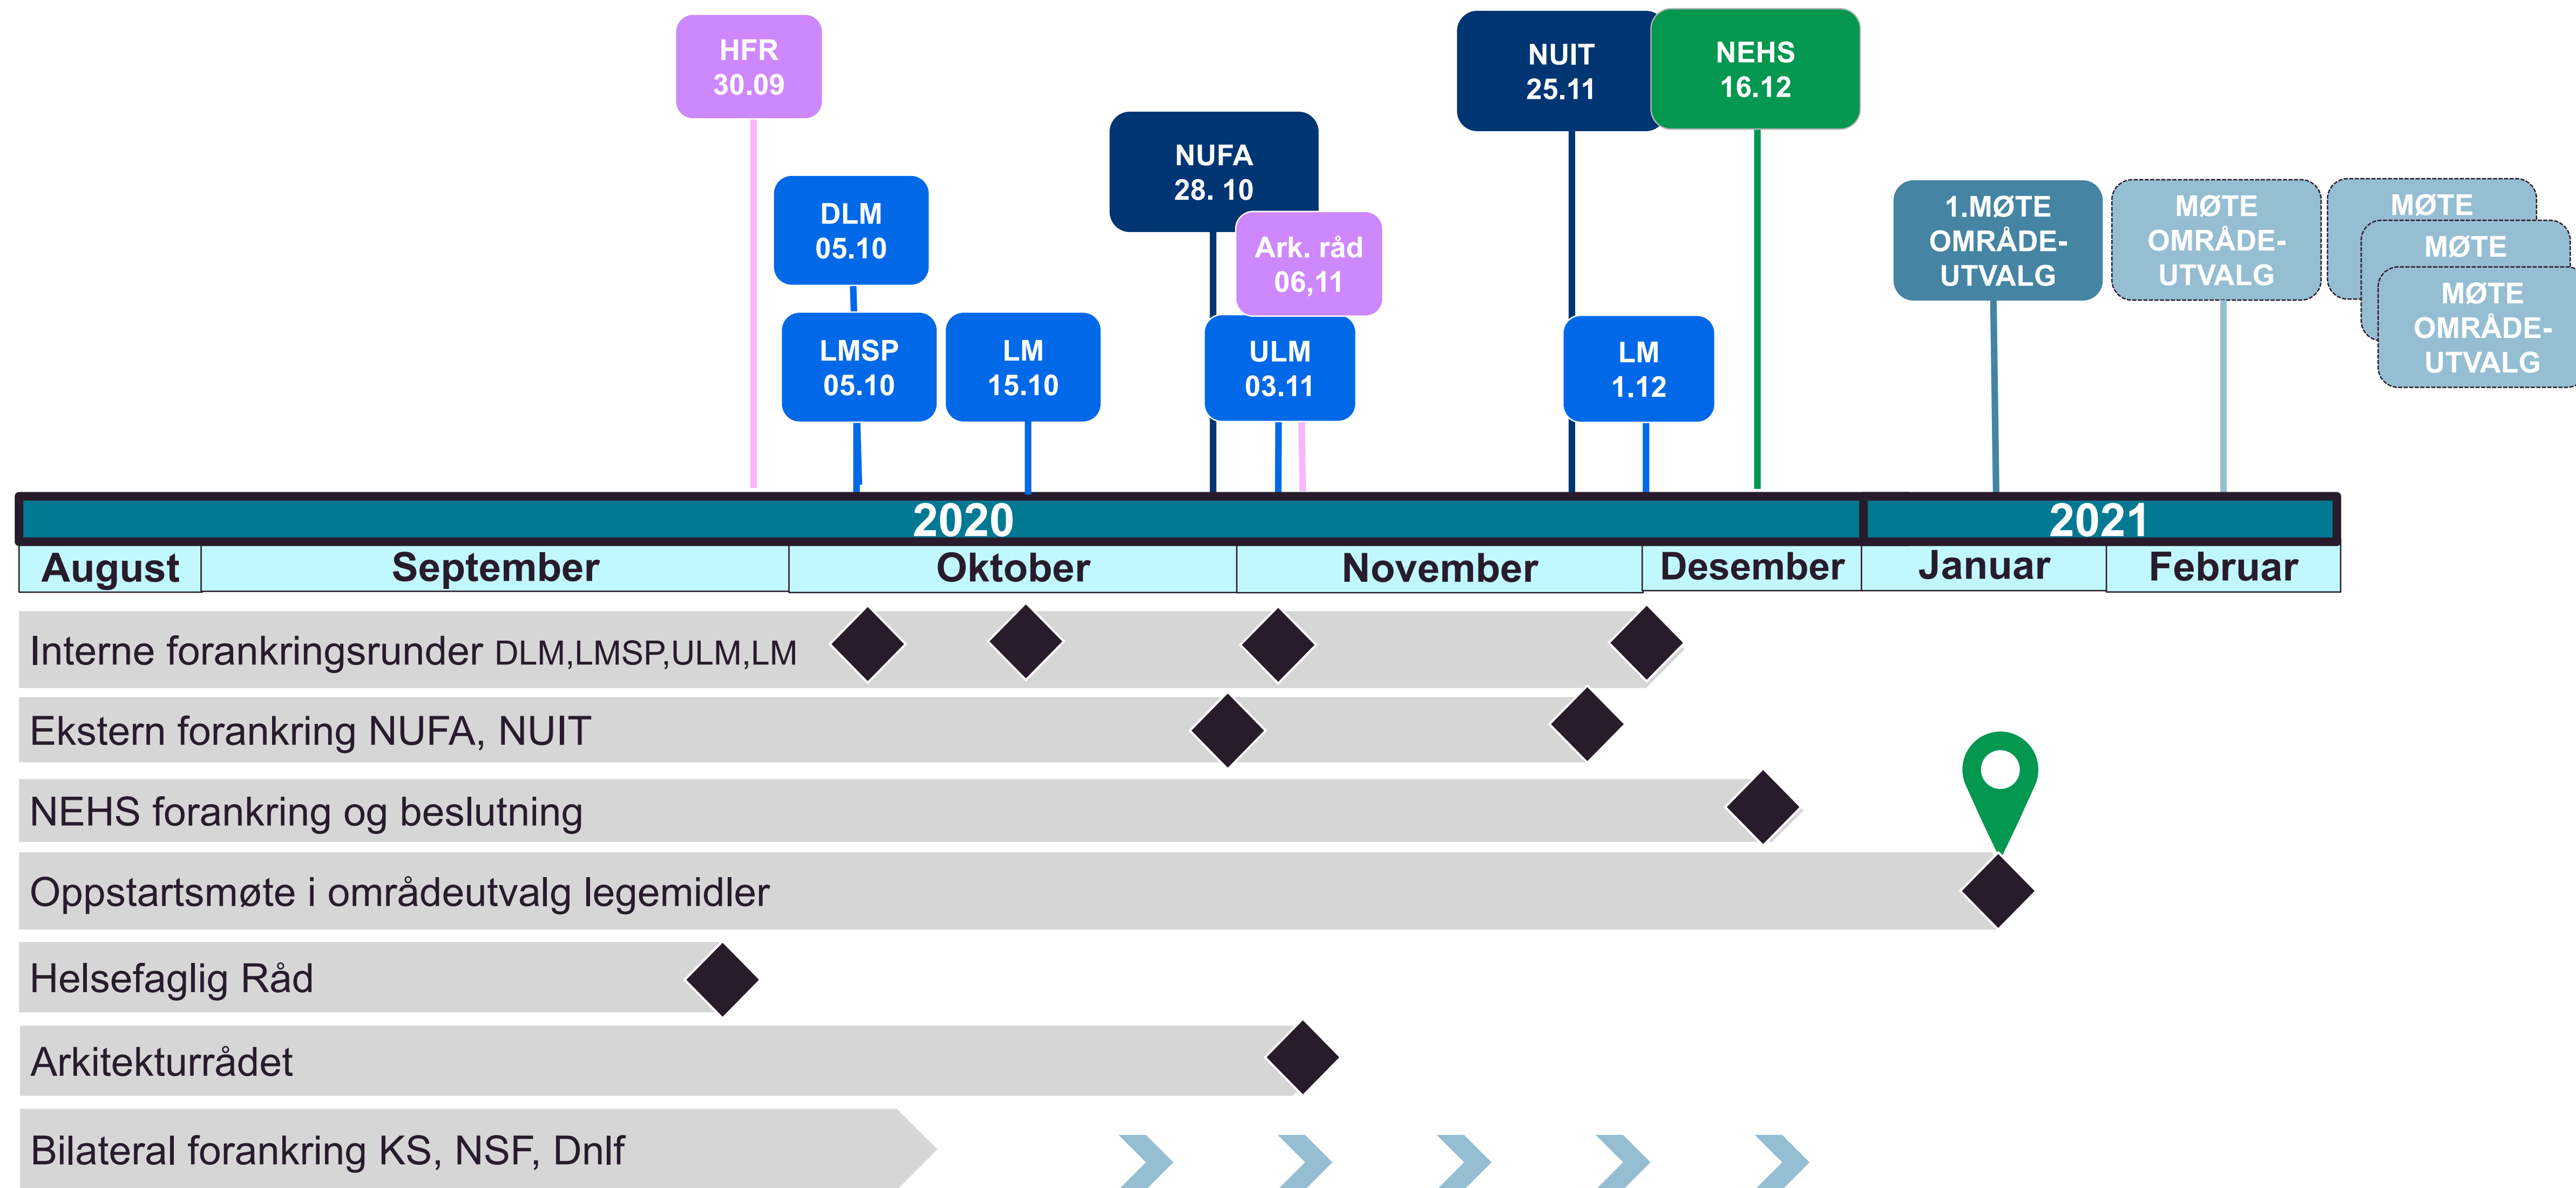 HFR
30.09
NUIT
25.11
NEHS
16.12
NUFA
28. 10
DLM
05.10
Ark. råd
06,11
1.MØTE
OMRÅDE-
UTVALG
MØTE
OMRÅDE-
UTVALG
MØTE
MØTE
MØTE
OMRÅDE-
UTVALG
LMSP
05.10
LM
15.10
ULM
03.11
LM
1.12
2020
2021
August
September
Oktober
November
Desember
Januar
Februar
Interne forankringsrunder DLM,LMSP,ULM,LM
Ekstern forankring NUFA, NUIT
NEHS forankring og beslutning
Oppstartsmøte i områdeutvalg legemidler
Helsefaglig Råd
Arkitekturrådet
Bilateral forankring KS, NSF, Dnlf